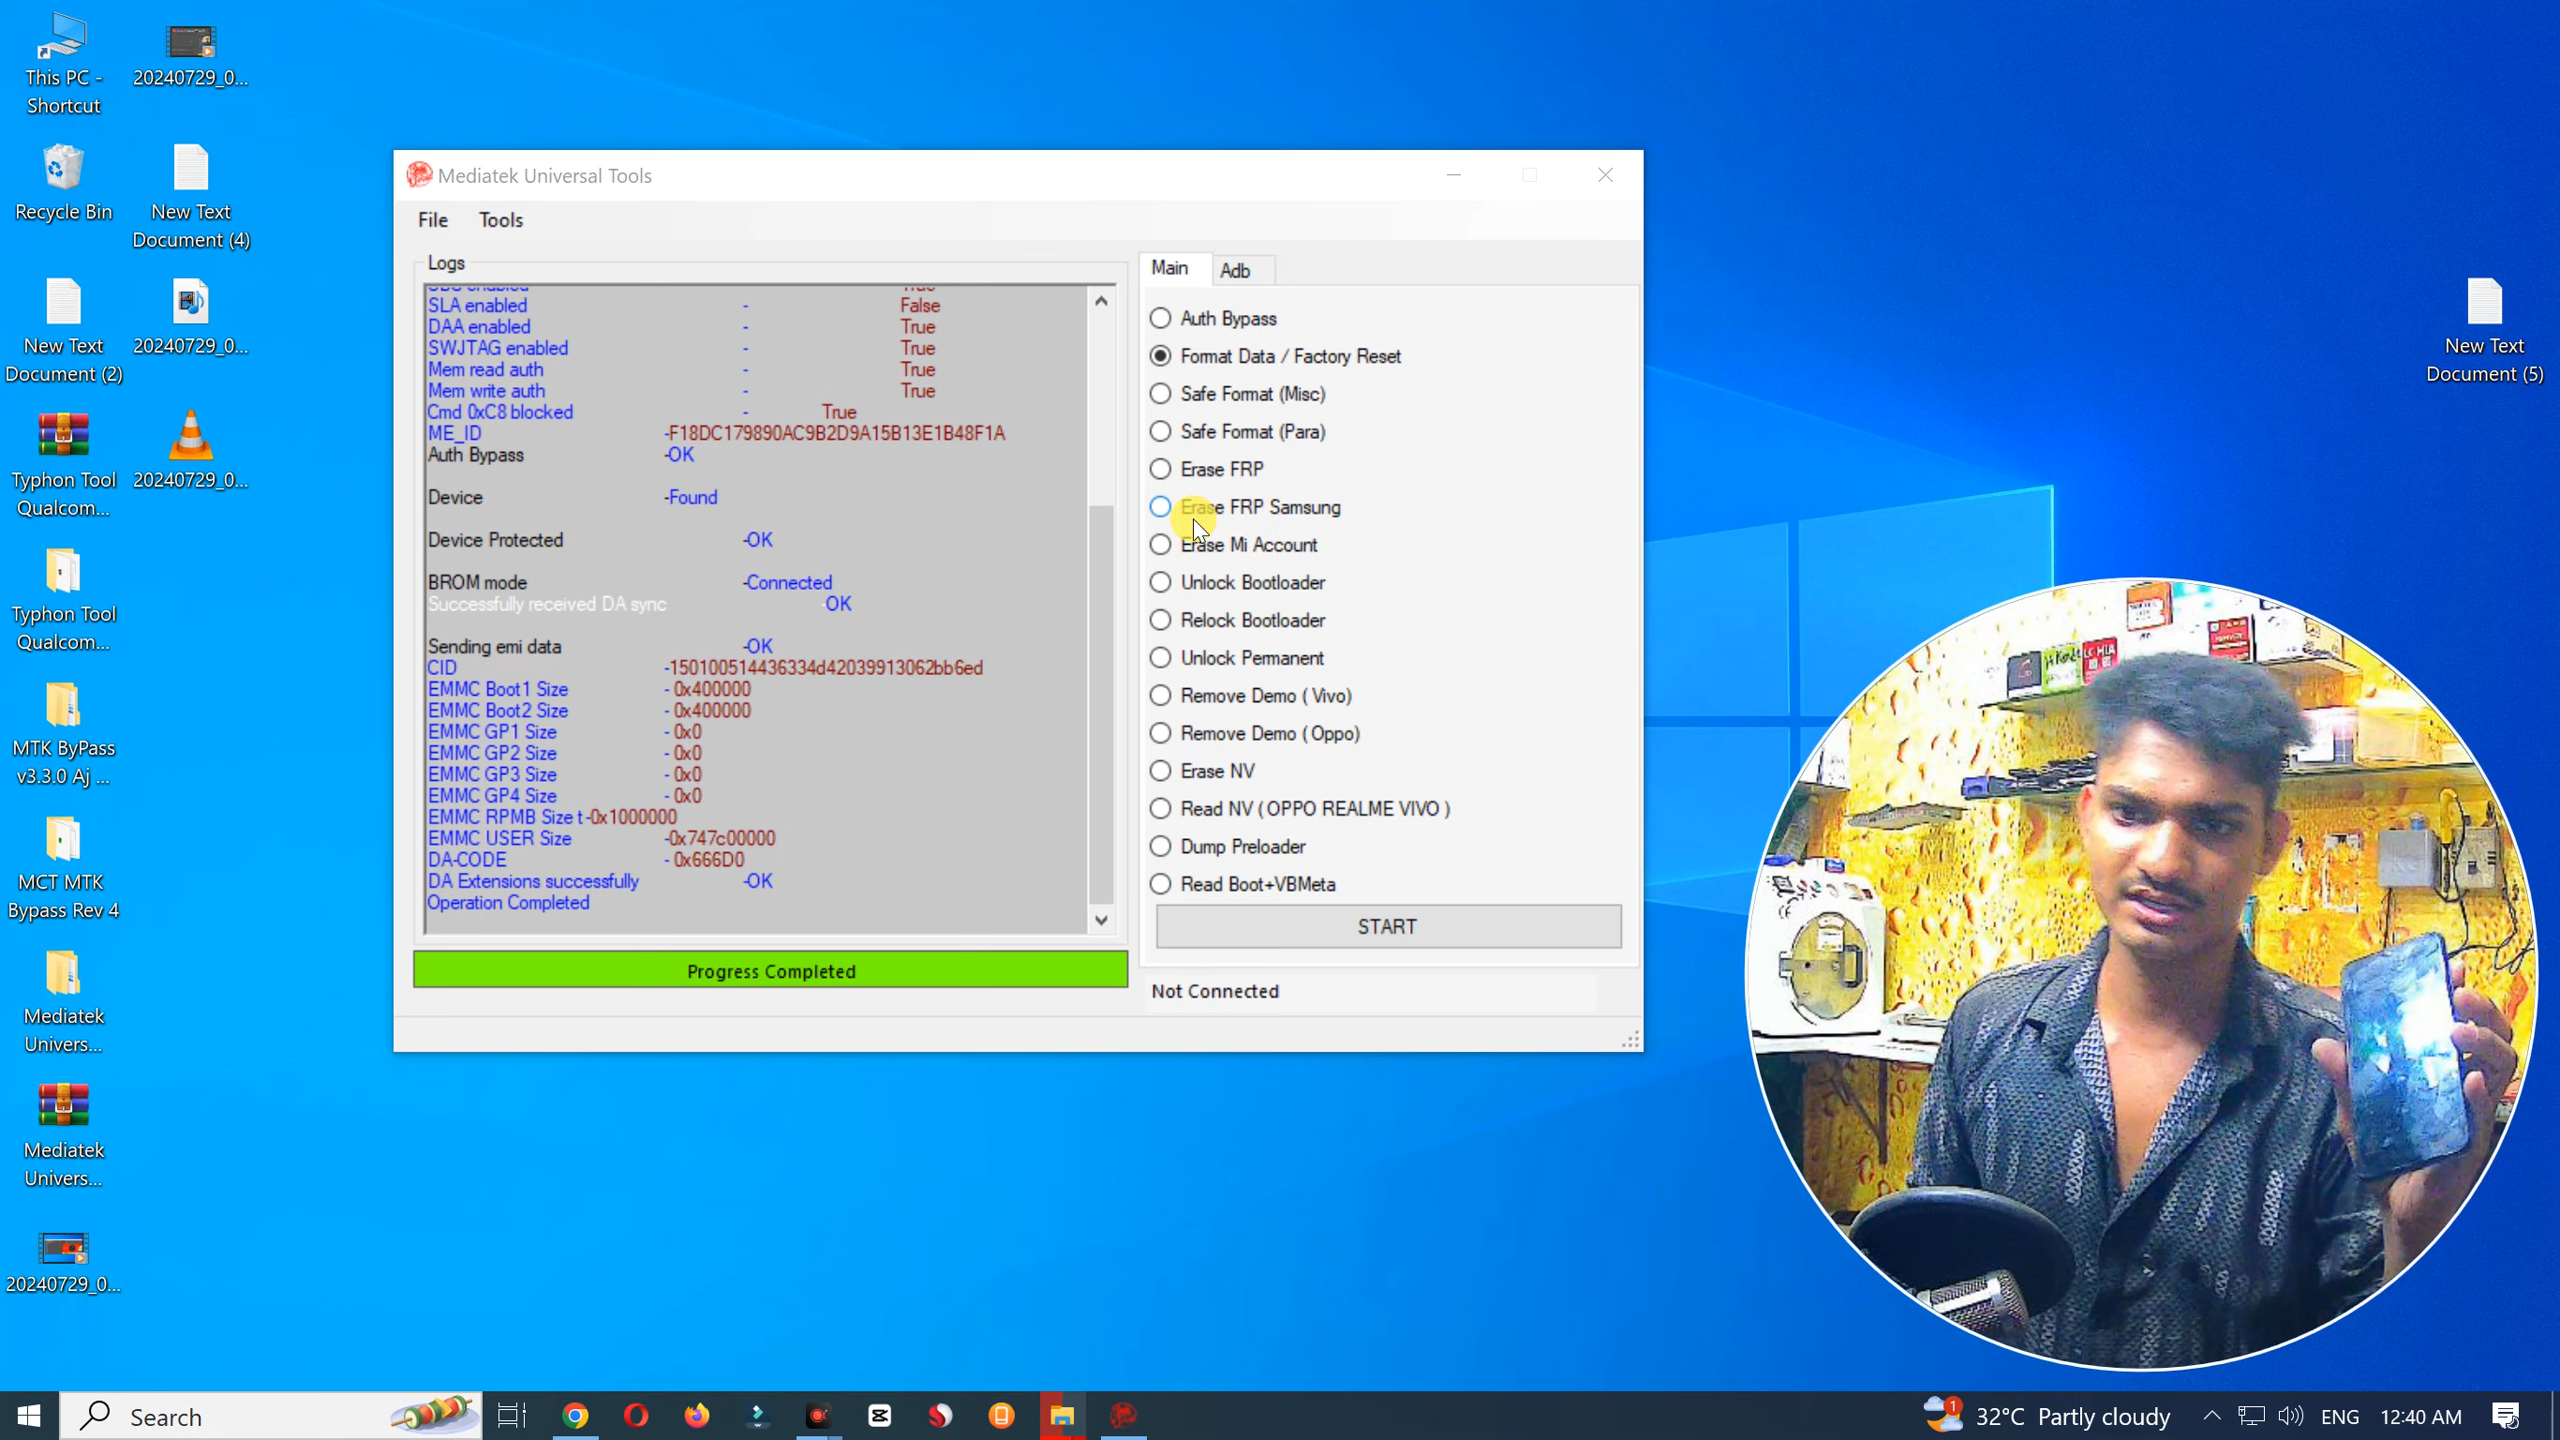 This PC -
Shortcut
20240729_0...
Recycle Bin
New Text
Document (4)
New Text
Document (2)
20240729_0...
Typhon Tool
Qualcom...
20240729_0...
Typhon Tool
Qualcom...
MTK ByPass
v3.3.0 Aj ...
MCT MTK
Bypass Rev 4
Mediatek
Univers...
Mediatek
Univers...
20240729_0...
New Text
Document (5)
Mediatek Universal Tools
File Tools
Logs
SLA enabled - False
DAA enabled - True
SWJTAG enabled - True
Mem read auth - True
Mem write auth - True
Cmd 0xC8 blocked - True
ME_ID -F18DC179890AC9B2D9A15B13E1B48F1A
Auth Bypass -OK
Device -Found
Device Protected -OK
BROM mode -Connected
Successfully received DA sync -OK
Sending emi data -OK
CID -150100514436334d42039913062bb6ed
EMMC Boot1 Size - 0x400000
EMMC Boot2 Size - 0x400000
EMMC GP1 Size - 0x0
EMMC GP2 Size - 0x0
EMMC GP3 Size - 0x0
EMMC GP4 Size - 0x0
EMMC RPMB Size t -0x1000000
EMMC USER Size -0x747c00000
DA-CODE - 0x666D0
DA Extensions successfully -OK
Operation Completed
Progress Completed
Main Adb
Auth Bypass
Format Data / Factory Reset
Safe Format (Misc)
Safe Format (Para)
Erase FRP
Erase FRP Samsung
Erase Mi Account
Unlock Bootloader
Relock Bootloader
Unlock Permanent
Remove Demo ( Vivo)
Remove Demo ( Oppo)
Erase NV
Read NV ( OPPO REALME VIVO )
Dump Preloader
Read Boot+VBMeta
START
Not Connected
Search
1
32°C Partly cloudy
ENG
12:40 AM